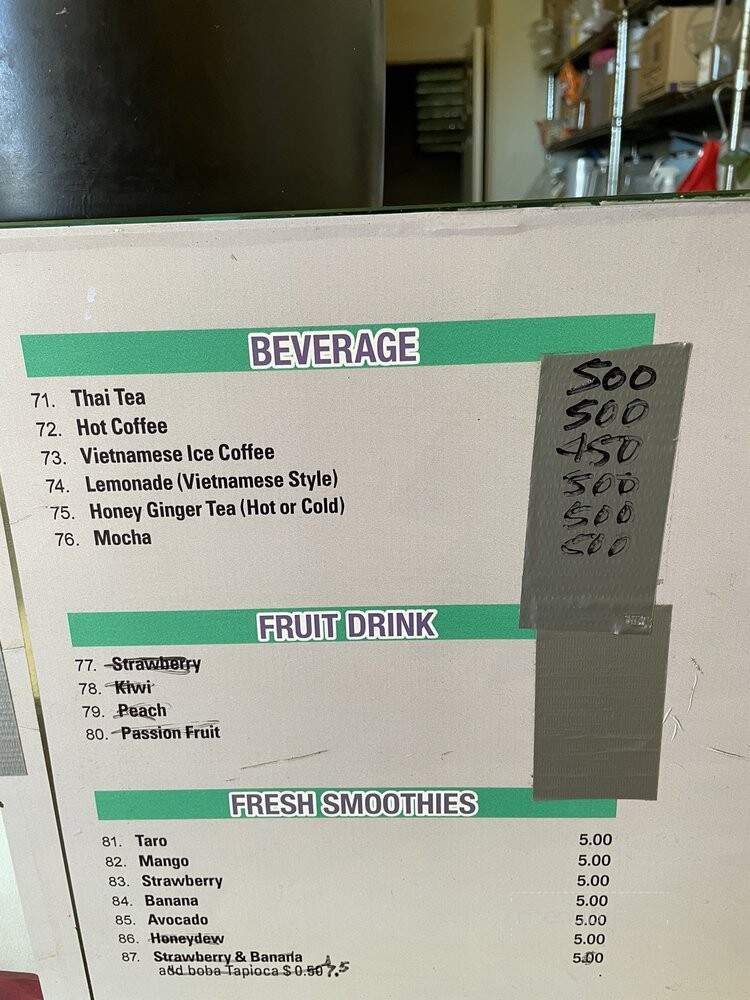 BEVERAGE
71. Thai Tea 500
72. Hot Coffee 500
73. Vietnamese Ice Coffee 450
74. Lemonade (Vietnamese Style) 500
75. Honey Ginger Tea (Hot or Cold) 500
76. Mocha 500
FRUIT DRINK
77. Strawberry
78. Kiwi
79. Peach
80. Passion Fruit
FRESH SMOOTHIES
81. Taro 5.00
82. Mango 5.00
83. Strawberry 5.00
84. Banana 5.00
85. Avocado 5.00
86. Honeydew 5.00
87. Strawberry & Banana 5.00
add boba Tapioca $ 0.50